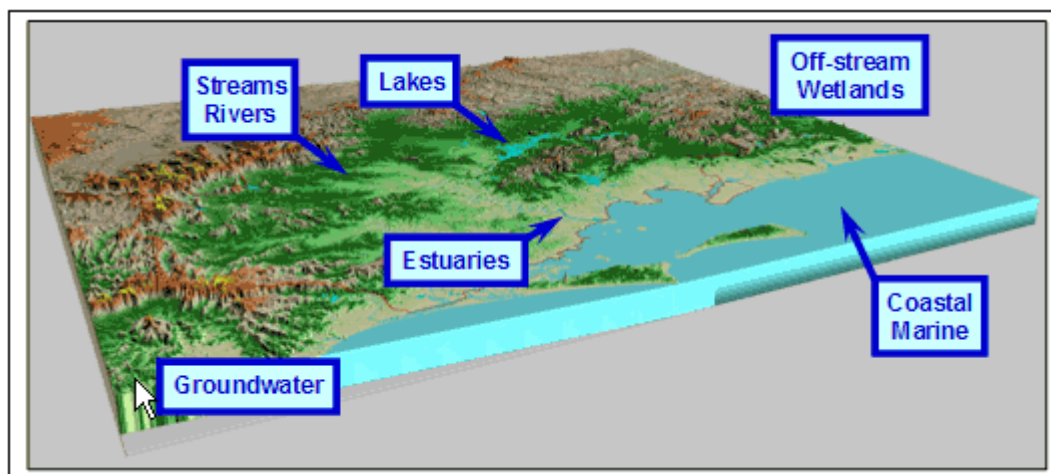 Streams
Rivers
Lakes
Off-stream
Wetlands
Estuaries
Coastal
Marine
Groundwater